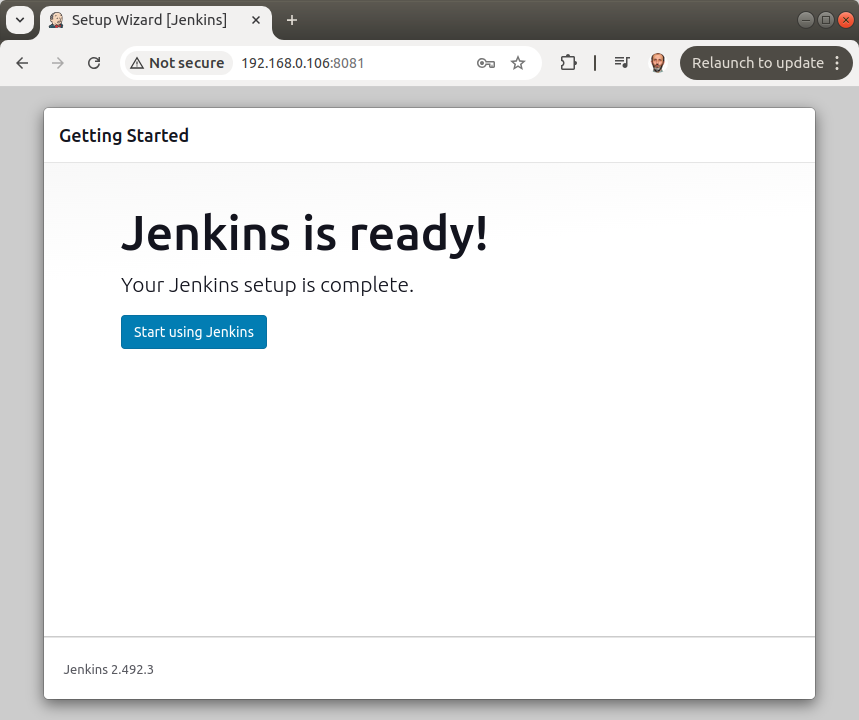 Setup Wizard [Jenkins]
Not secure
192.168.0.106:8081
Relaunch to update
Getting Started
Jenkins is ready!
Your Jenkins setup is complete.
Start using Jenkins
Jenkins 2.492.3